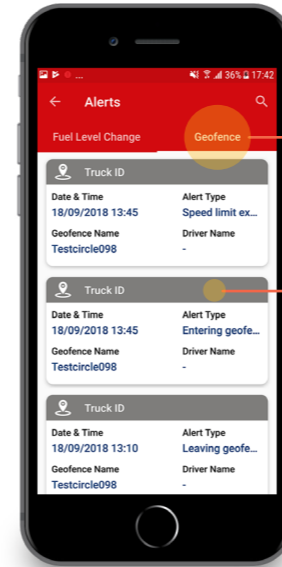 ... 36% 17:42
Alerts
Fuel Level Change Geofence
Truck ID
Date & Time Alert Type
18/09/2018 13:45 Speed limit ex...
Geofence Name Driver Name
Testcircle098 -
Truck ID
Date & Time Alert Type
18/09/2018 13:45 Entering geofe...
Geofence Name Driver Name
Testcircle098 -
Truck ID
Date & Time Alert Type
18/09/2018 13:10 Leaving geofe...
Geofence Name Driver Name
Testcircle098 -